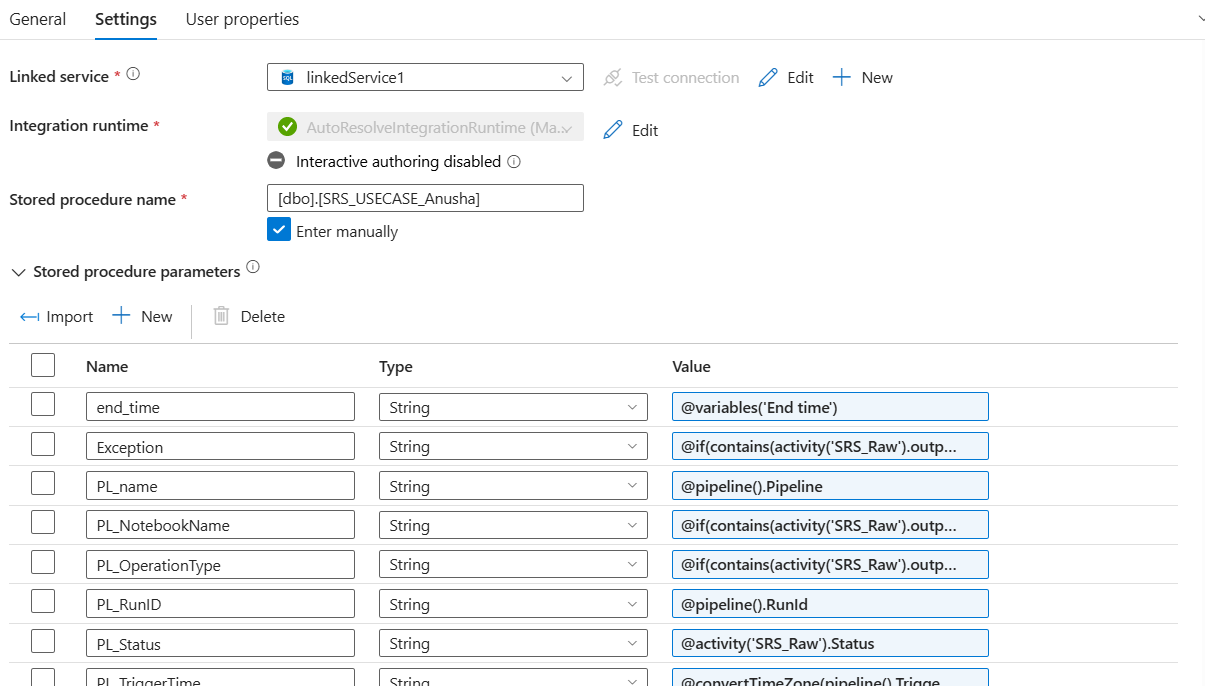 General Settings User properties
Linked service * linkedService1 Test connection Edit New
Integration runtime * AutoResolveIntegrationRuntime (Ma... Edit
Interactive authoring disabled
Stored procedure name * [dbo].[SRS_USECASE_Anusha]
Enter manually
Stored procedure parameters
Import New Delete
Name Type Value
end_time String @variables('End time')
Exception String @if(contains(activity('SRS_Raw').outp...
PL_name String @pipeline().Pipeline
PL_NotebookName String @if(contains(activity('SRS_Raw').outp...
PL_OperationType String @if(contains(activity('SRS_Raw').outp...
PL_RunID String @pipeline().RunId
PL_Status String @activity('SRS_Raw').Status
PL_TriggerTime String @convertTimeZone(pipeline().Trigge...